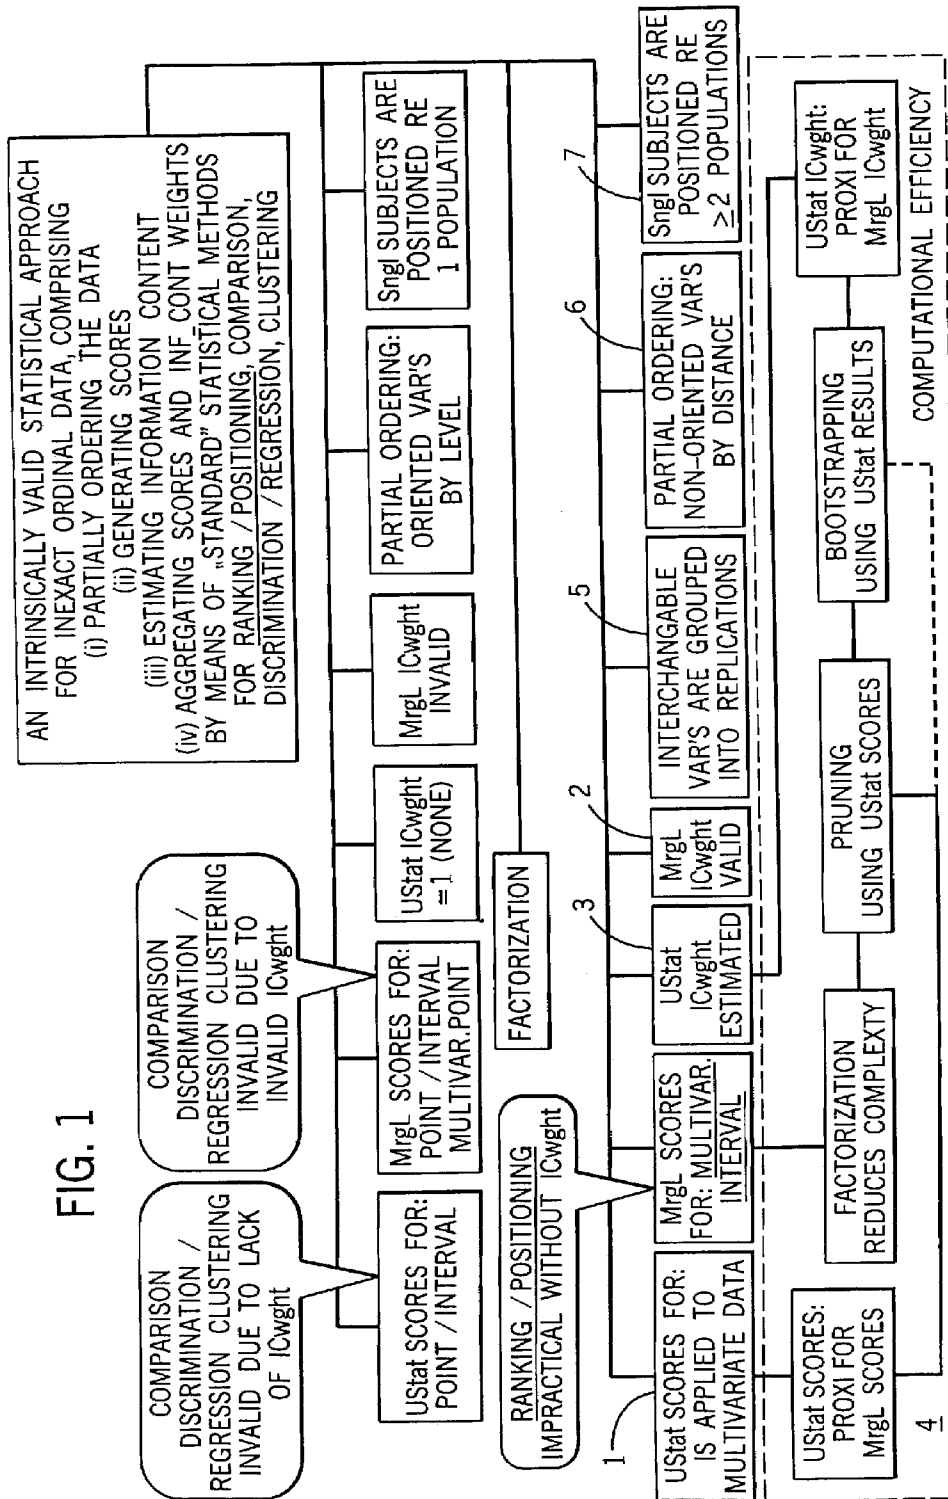 FIG. 1
AN INTRINSICALLY VALID STATISTICAL APPROACH
FOR INEXACT ORDINAL DATA, COMPRISING
(i) PARTIALLY ORDERING THE DATA
(ii) GENERATING SCORES
(iii) ESTIMATING INFORMATION CONTENT
(iv) AGGREGATING SCORES AND INF_CONT WEIGHTS
BY MEANS OF „STANDARD" STATISTICAL METHODS
FOR RANKING / POSITIONING, COMPARISON,
DISCRIMINATION / REGRESSION, CLUSTERING
COMPARISON
DISCRIMINATION /
REGRESSION CLUSTERING
INVALID DUE TO LACK
OF ICwght
COMPARISON
DISCRIMINATION /
REGRESSION CLUSTERING
INVALID DUE TO
INVALID ICwght
UStat SCORES FOR:
POINT / INTERVAL
MrgL SCORES FOR:
POINT / INTERVAL
MULTIVAR.POINT
UStat ICwght
=1 (NONE)
MrgL ICwght
INVALID
PARTIAL ORDERING:
ORIENTED VAR'S
BY LEVEL
Sngl SUBJECTS ARE
POSITIONED RE
1 POPULATION
FACTORIZATION
RANKING / POSITIONING
IMPRACTICAL WITHOUT ICwght
1
3
2
5
6
7
UStat SCORES FOR:
IS APPLIED TO
MULTIVARIATE DATA
MrgL SCORES
FOR: MULTIVAR.
INTERVAL
UStat
ICwght
ESTIMATED
MrgL
ICwght
VALID
INTERCHANGABLE
VAR'S ARE GROUPED
INTO REPLICATIONS
PARTIAL ORDERING:
NON-ORIENTED VAR'S
BY DISTANCE
Sngl SUBJECTS ARE
POSITIONED RE
≥2 POPULATIONS
UStat SCORES:
PROXI FOR
MrgL SCORES
FACTORIZATION
REDUCES COMPLEXTY
PRUNING
USING UStat SCORES
BOOTSTRAPPING
USING UStat RESULTS
UStat ICwght:
PROXI FOR
MrgL ICwght
4
COMPUTATIONAL EFFICIENCY